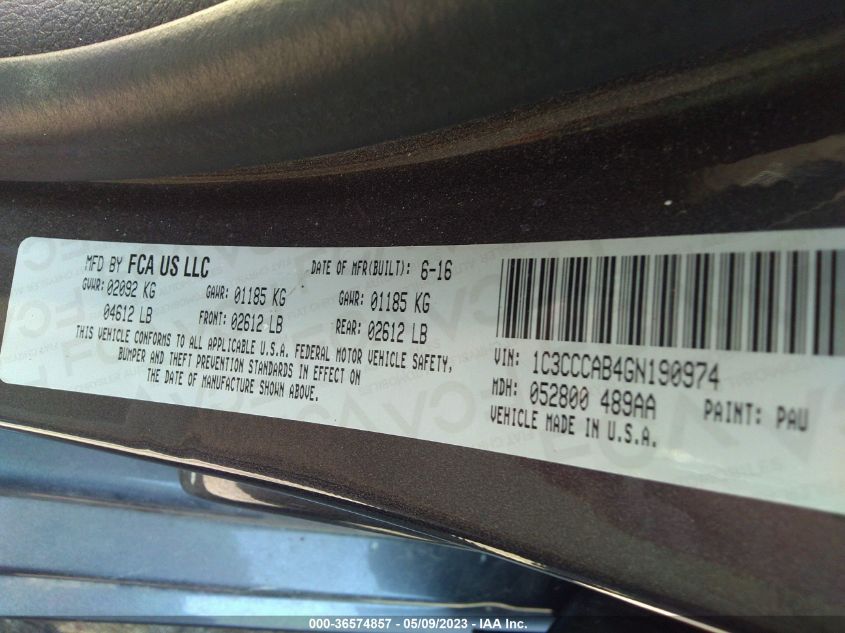 MFD BY FCA US LLC DATE OF MFR(BUILT): 6-16
GVWR: 02092 KG GAWR: 01185 KG GAWR: 01185 KG
04612 LB FRONT: 02612 LB REAR: 02612 LB
THIS VEHICLE CONFORMS TO ALL APPLICABLE U.S.A. FEDERAL MOTOR VEHICLE SAFETY,
BUMPER AND THEFT PREVENTION STANDARDS IN EFFECT ON
THE DATE OF MANUFACTURE SHOWN ABOVE.
VIN: 1C3CCCAB4GN190974
MDH: 052800 489AA PAINT: PAU
VEHICLE MADE IN U.S.A.
000-36574857 - 05/09/2023 - IAA Inc.